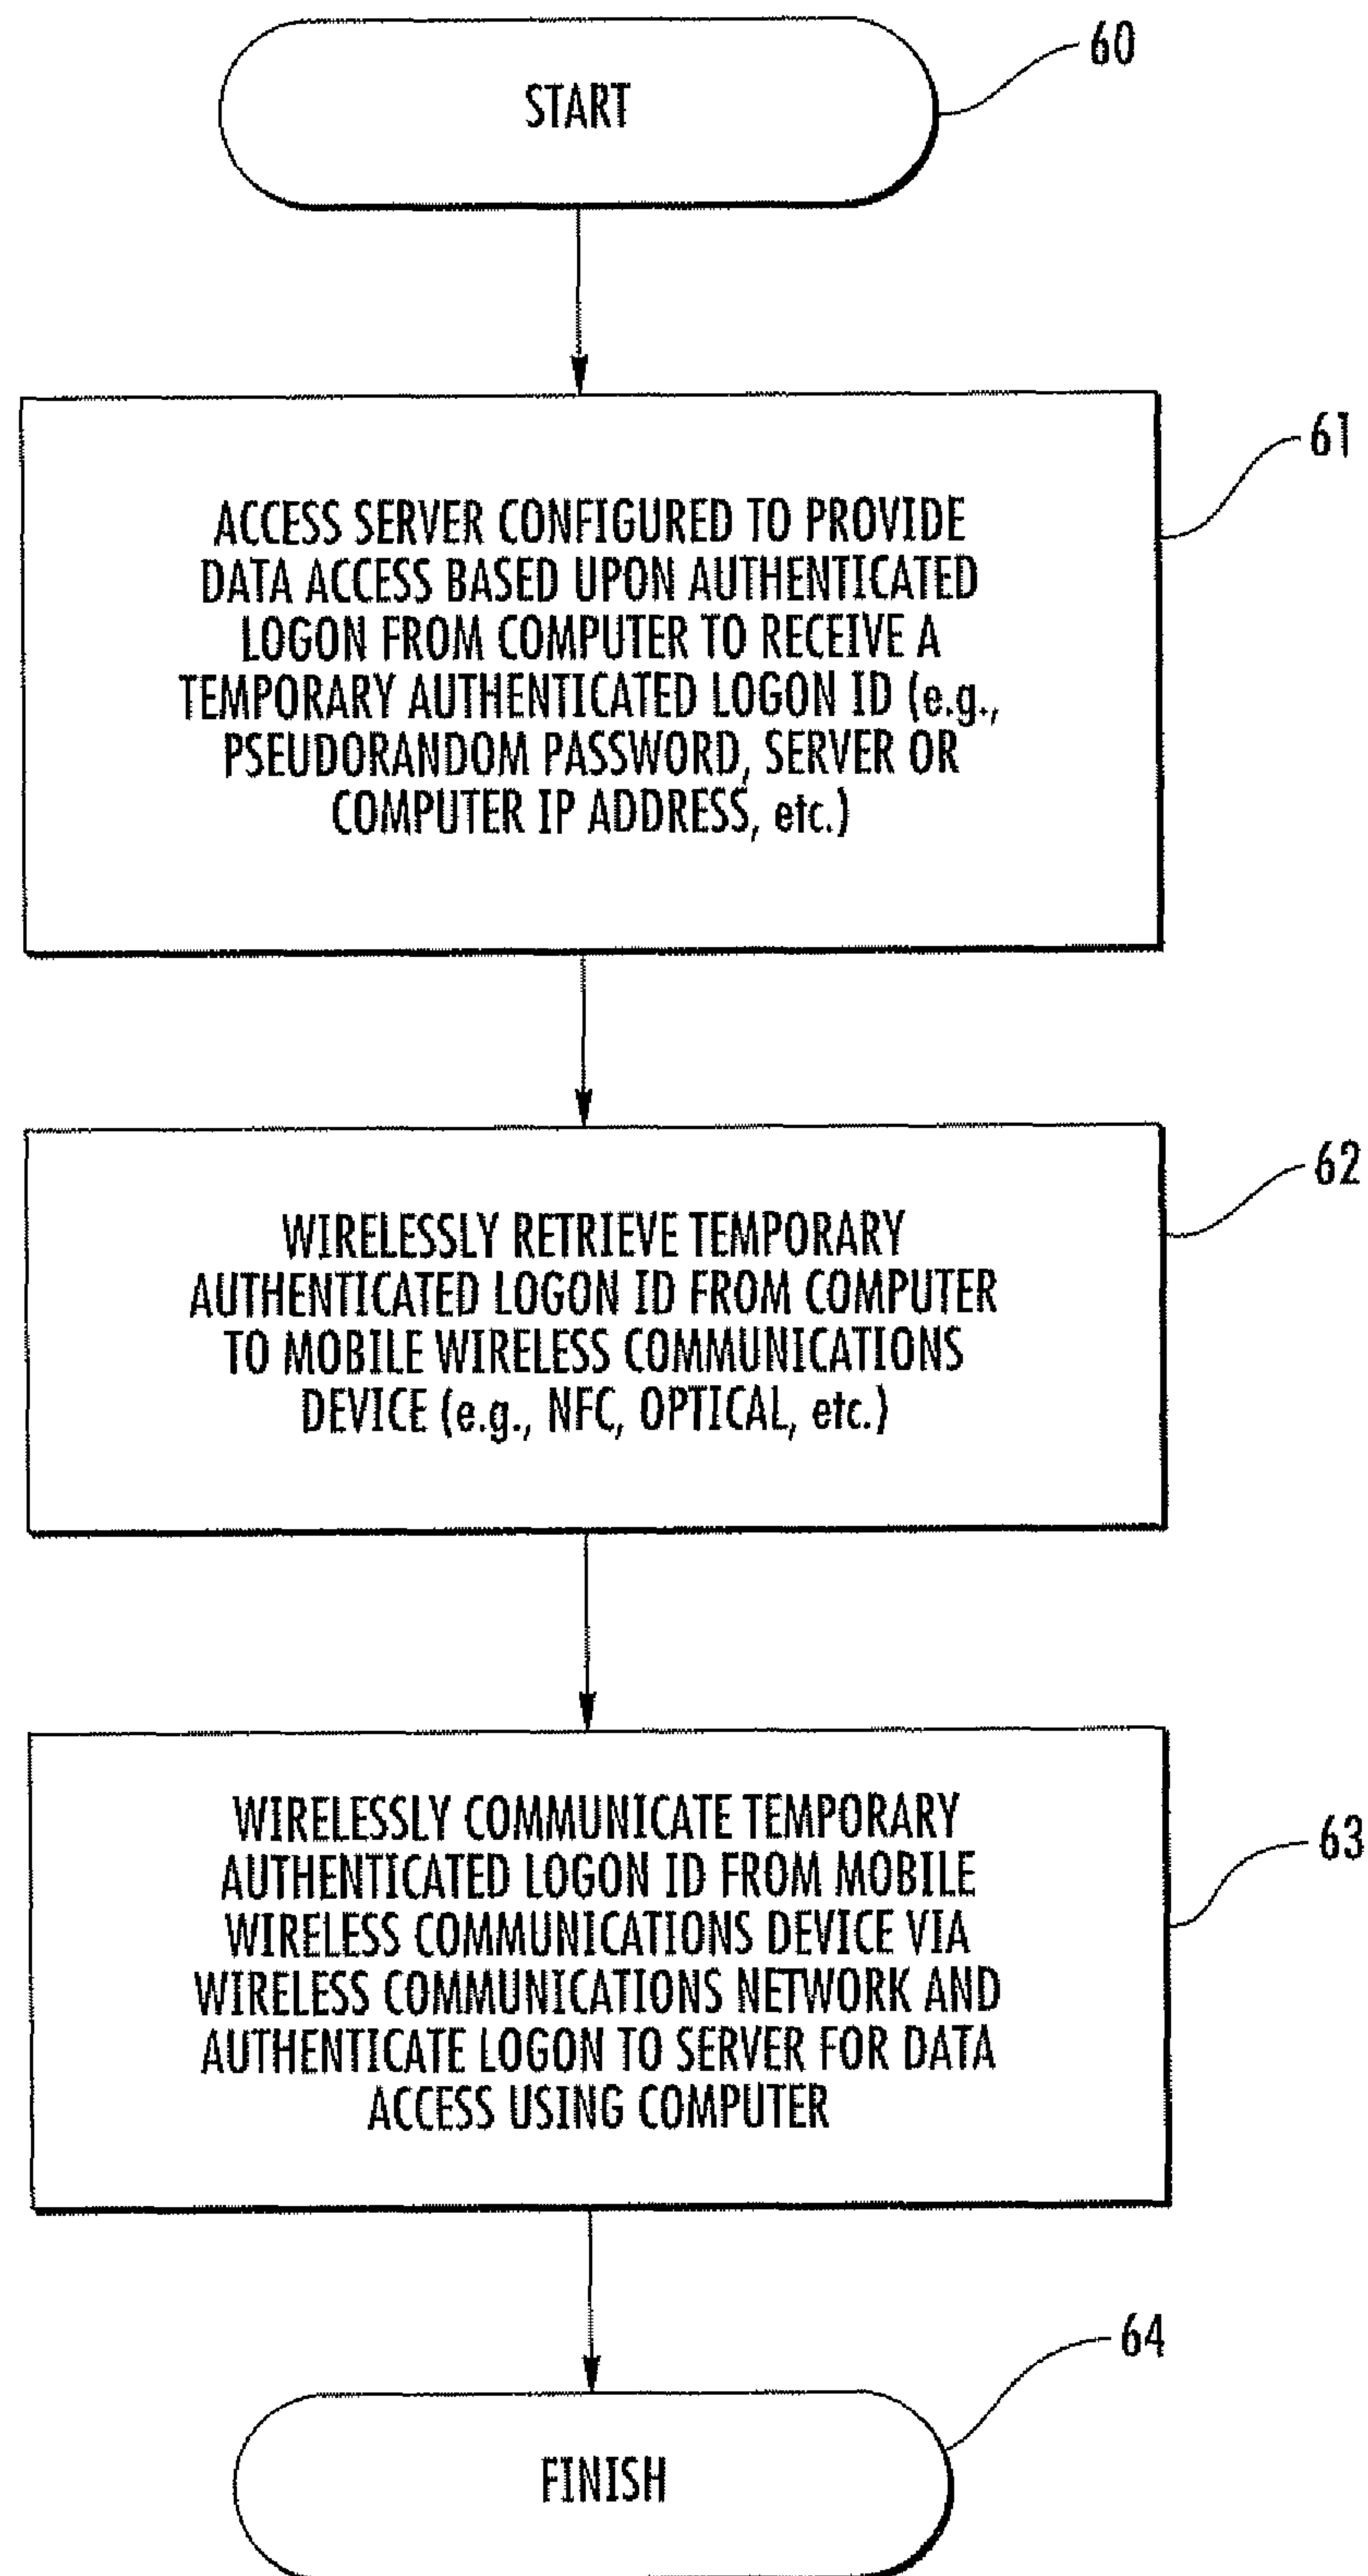 START
60
ACCESS SERVER CONFIGURED TO PROVIDE
DATA ACCESS BASED UPON AUTHENTICATED
LOGON FROM COMPUTER TO RECEIVE A
TEMPORARY AUTHENTICATED LOGON ID (e.g.,
PSEUDORANDOM PASSWORD, SERVER OR
COMPUTER IP ADDRESS, etc.)
61
WIRELESSLY RETRIEVE TEMPORARY
AUTHENTICATED LOGON ID FROM COMPUTER
TO MOBILE WIRELESS COMMUNICATIONS
DEVICE (e.g., NFC, OPTICAL, etc.)
62
WIRELESSLY COMMUNICATE TEMPORARY
AUTHENTICATED LOGON ID FROM MOBILE
WIRELESS COMMUNICATIONS DEVICE VIA
WIRELESS COMMUNICATIONS NETWORK AND
AUTHENTICATE LOGON TO SERVER FOR DATA
ACCESS USING COMPUTER
63
FINISH
64